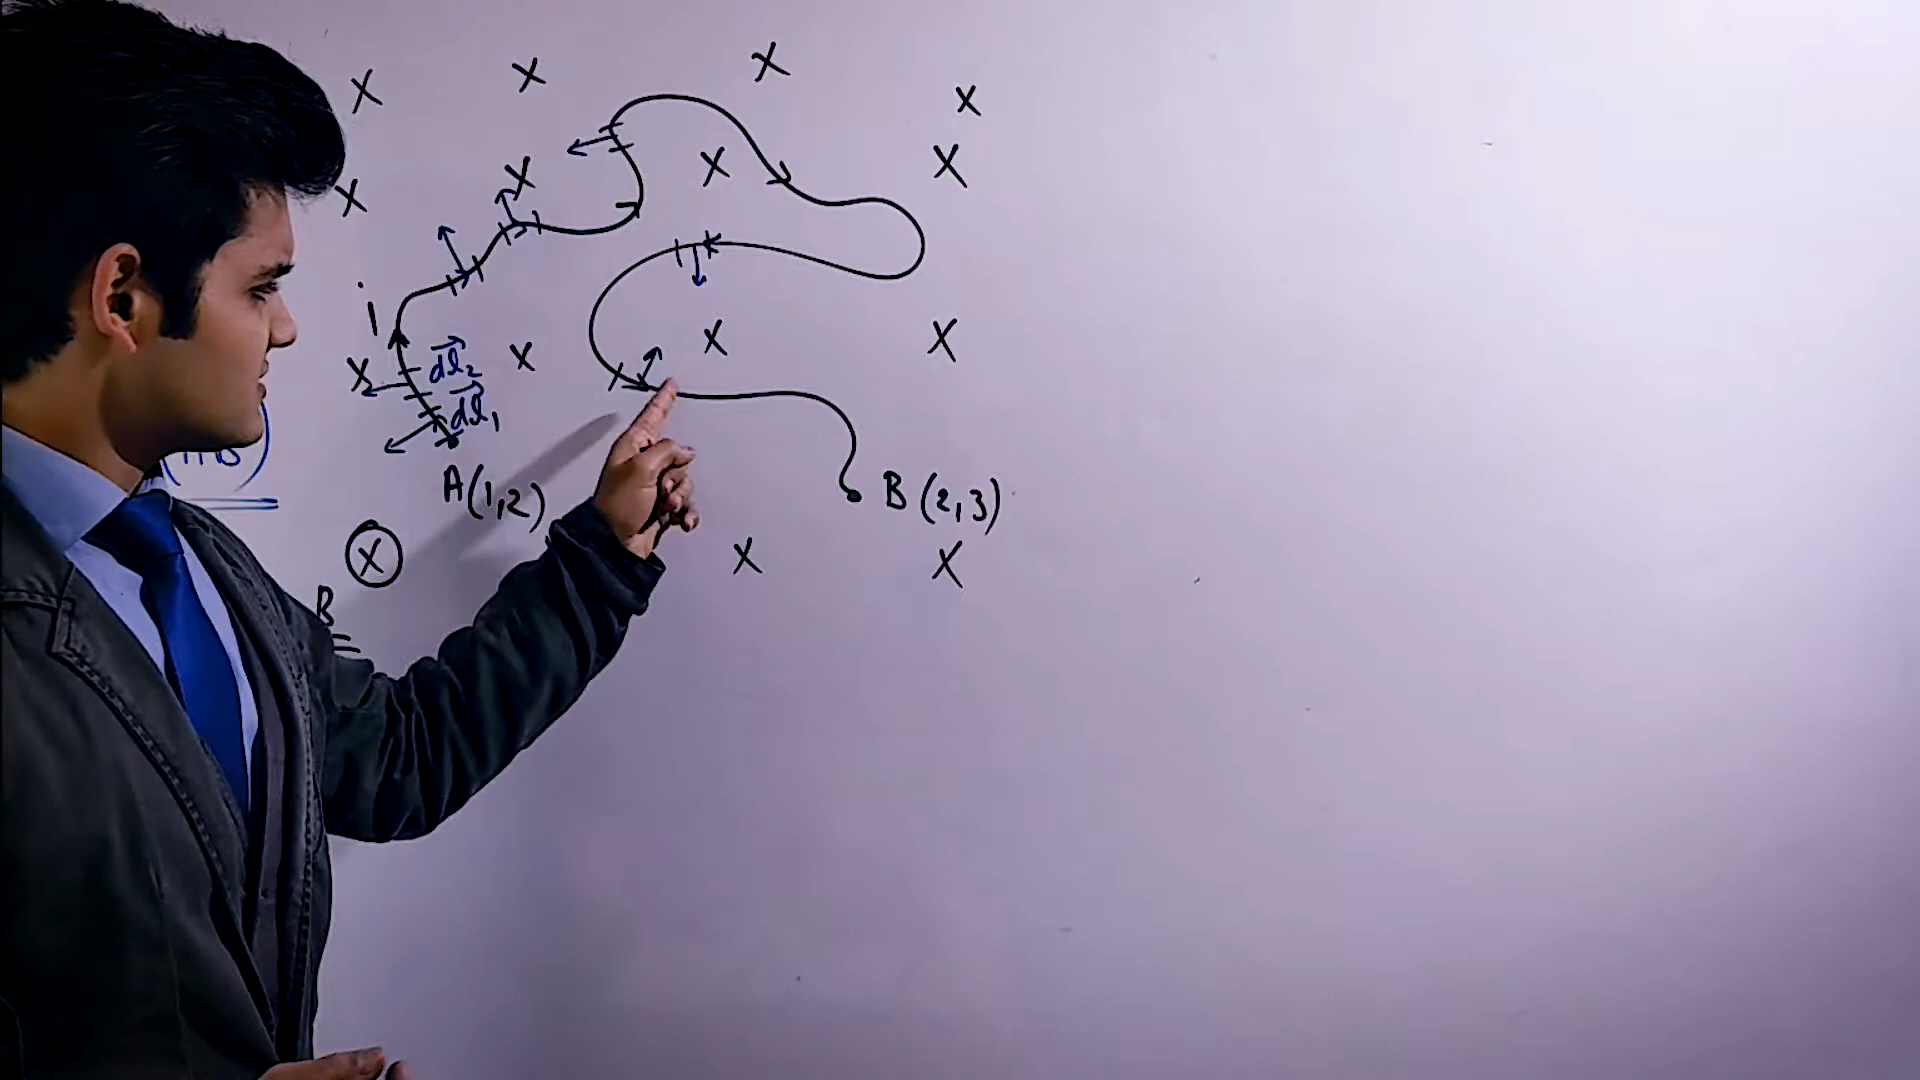 X X X X
X X X X
i
X X X X
dl₂
dl₁
A(1,2)
B (2,3)
X X X
B